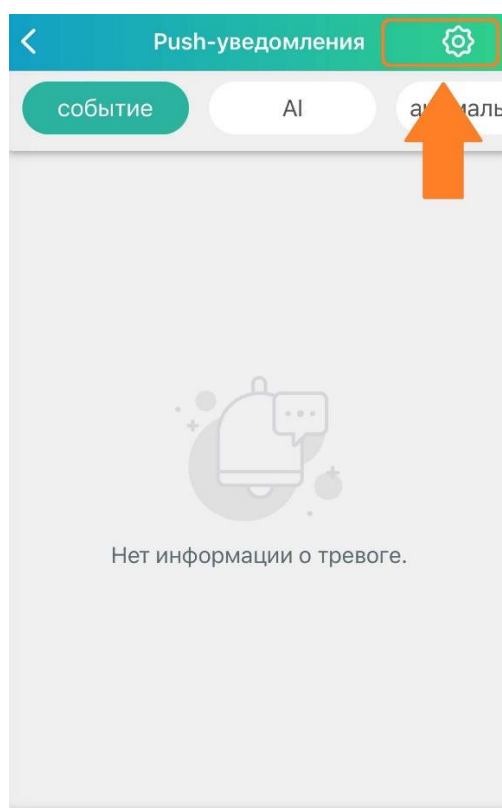 Push-уведомления
событие
AI
Нет информации о тревоге.